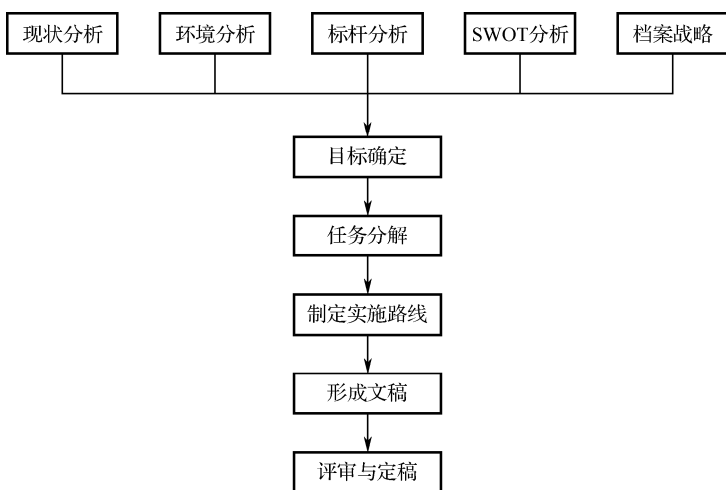 现状分析
环境分析
标杆分析
SWOT分析
档案战略
目标确定
任务分解
制定实施路线
形成文稿
评审与定稿